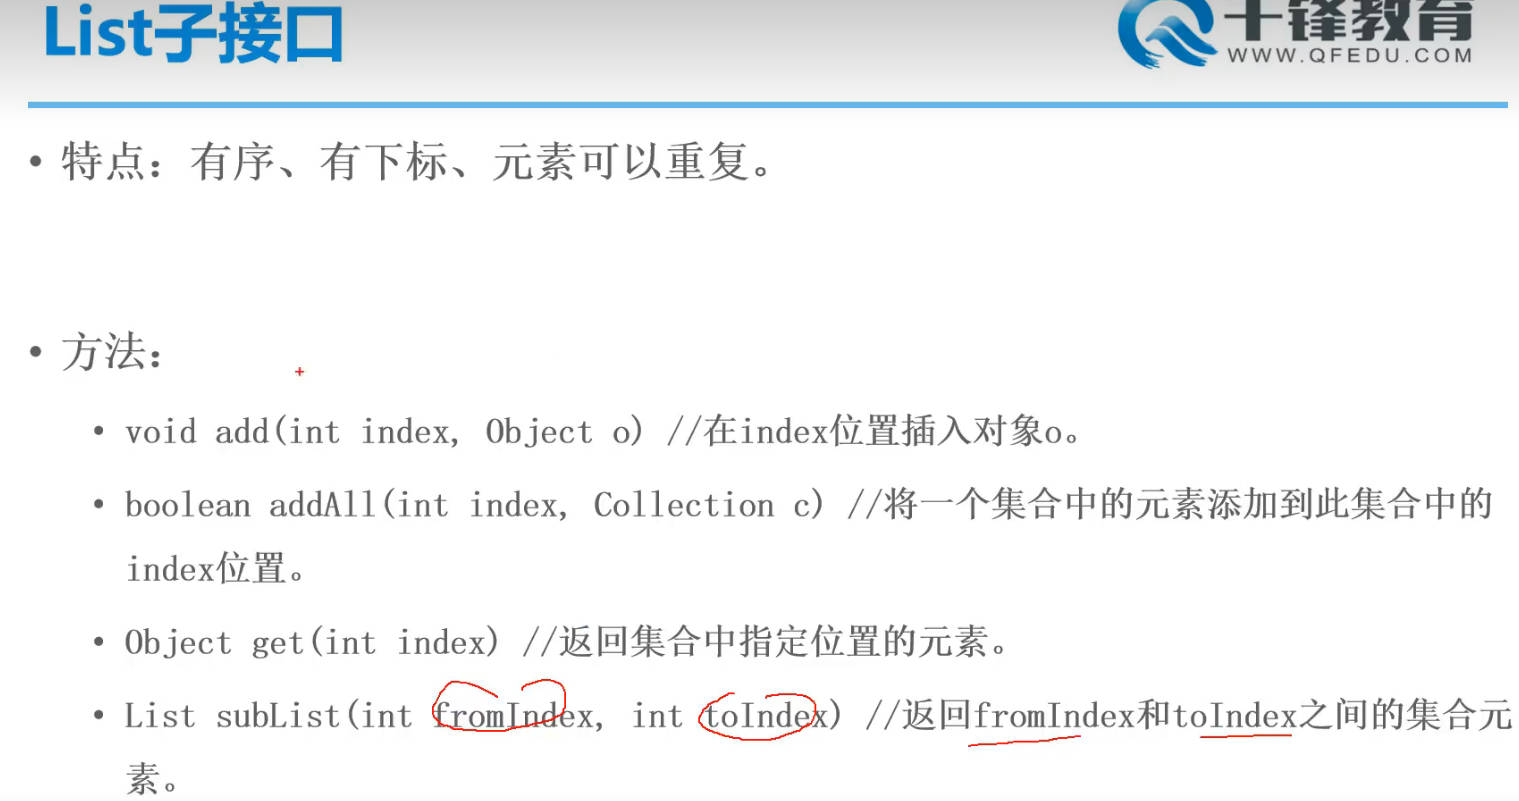 List子接口
千锋教育
WWW.QFEDU.COM
• 特点：有序、有下标、元素可以重复。
• 方法：
• void add(int index, Object o) //在index位置插入对象o。
• boolean addAll(int index, Collection c) //将一个集合中的元素添加到此集合中的
index位置。
• Object get(int index) //返回集合中指定位置的元素。
• List subList(int fromIndex, int toIndex) //返回fromIndex和toIndex之间的集合元
素。